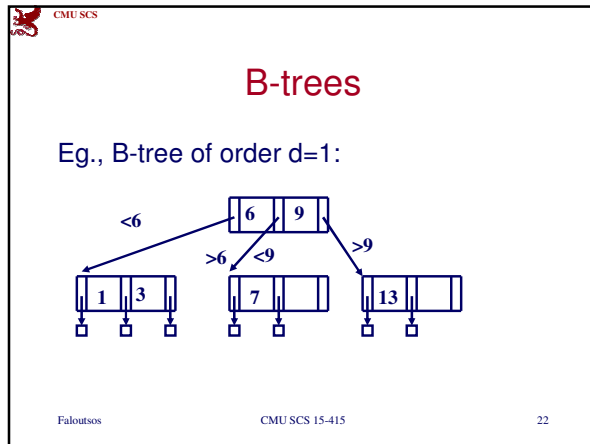 CMU SCS
B-trees
Eg., B-tree of order d=1:
6 9
<6
>6 <9
>9
1 3
7
13
Faloutsos CMU SCS 15-415 22